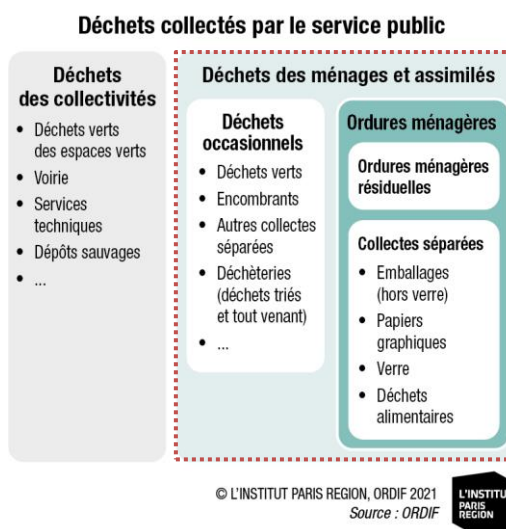 Déchets collectés par le service public
Déchets
des collectivités
• Déchets verts
des espaces verts
• Voirie
• Services
techniques
• Dépôts sauvages
• ...
Déchets des ménages et assimilés
Déchets
occasionnels
• Déchets verts
• Encombrants
• Autres collectes
séparées
• Déchèteries
(déchets triés
et tout venant)
• ...
Ordures ménagères
Ordures ménagères
résiduelles
Collectes séparées
• Emballages
(hors verre)
• Papiers
graphiques
• Verre
• Déchets
alimentaires
© L'INSTITUT PARIS REGION, ORDIF 2021
Source : ORDIF
L'INSTITU
PARIS
REGION